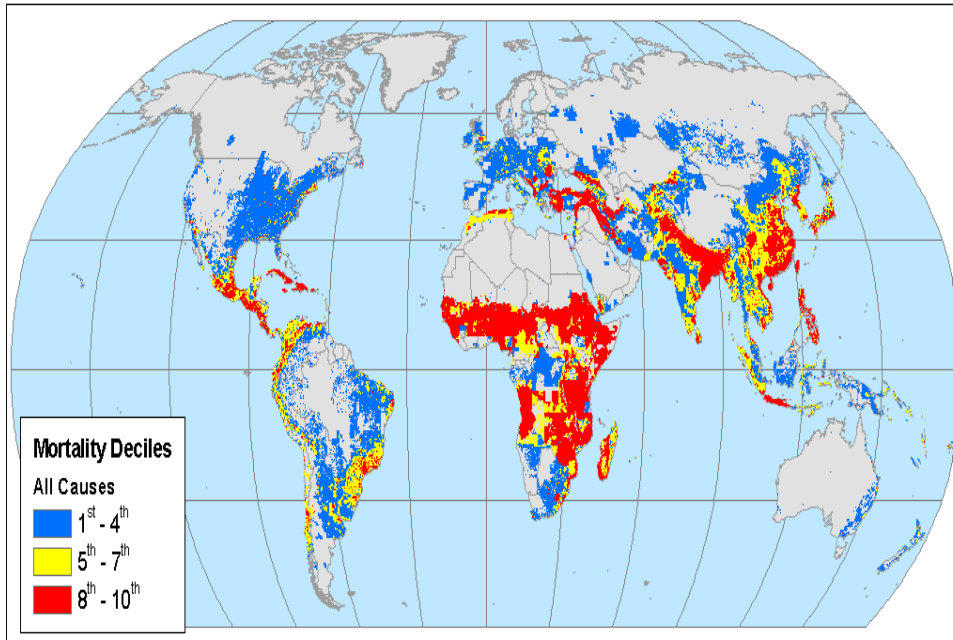 Mortality Deciles
All Causes
1st - 4th
5th - 7th
8th - 10th